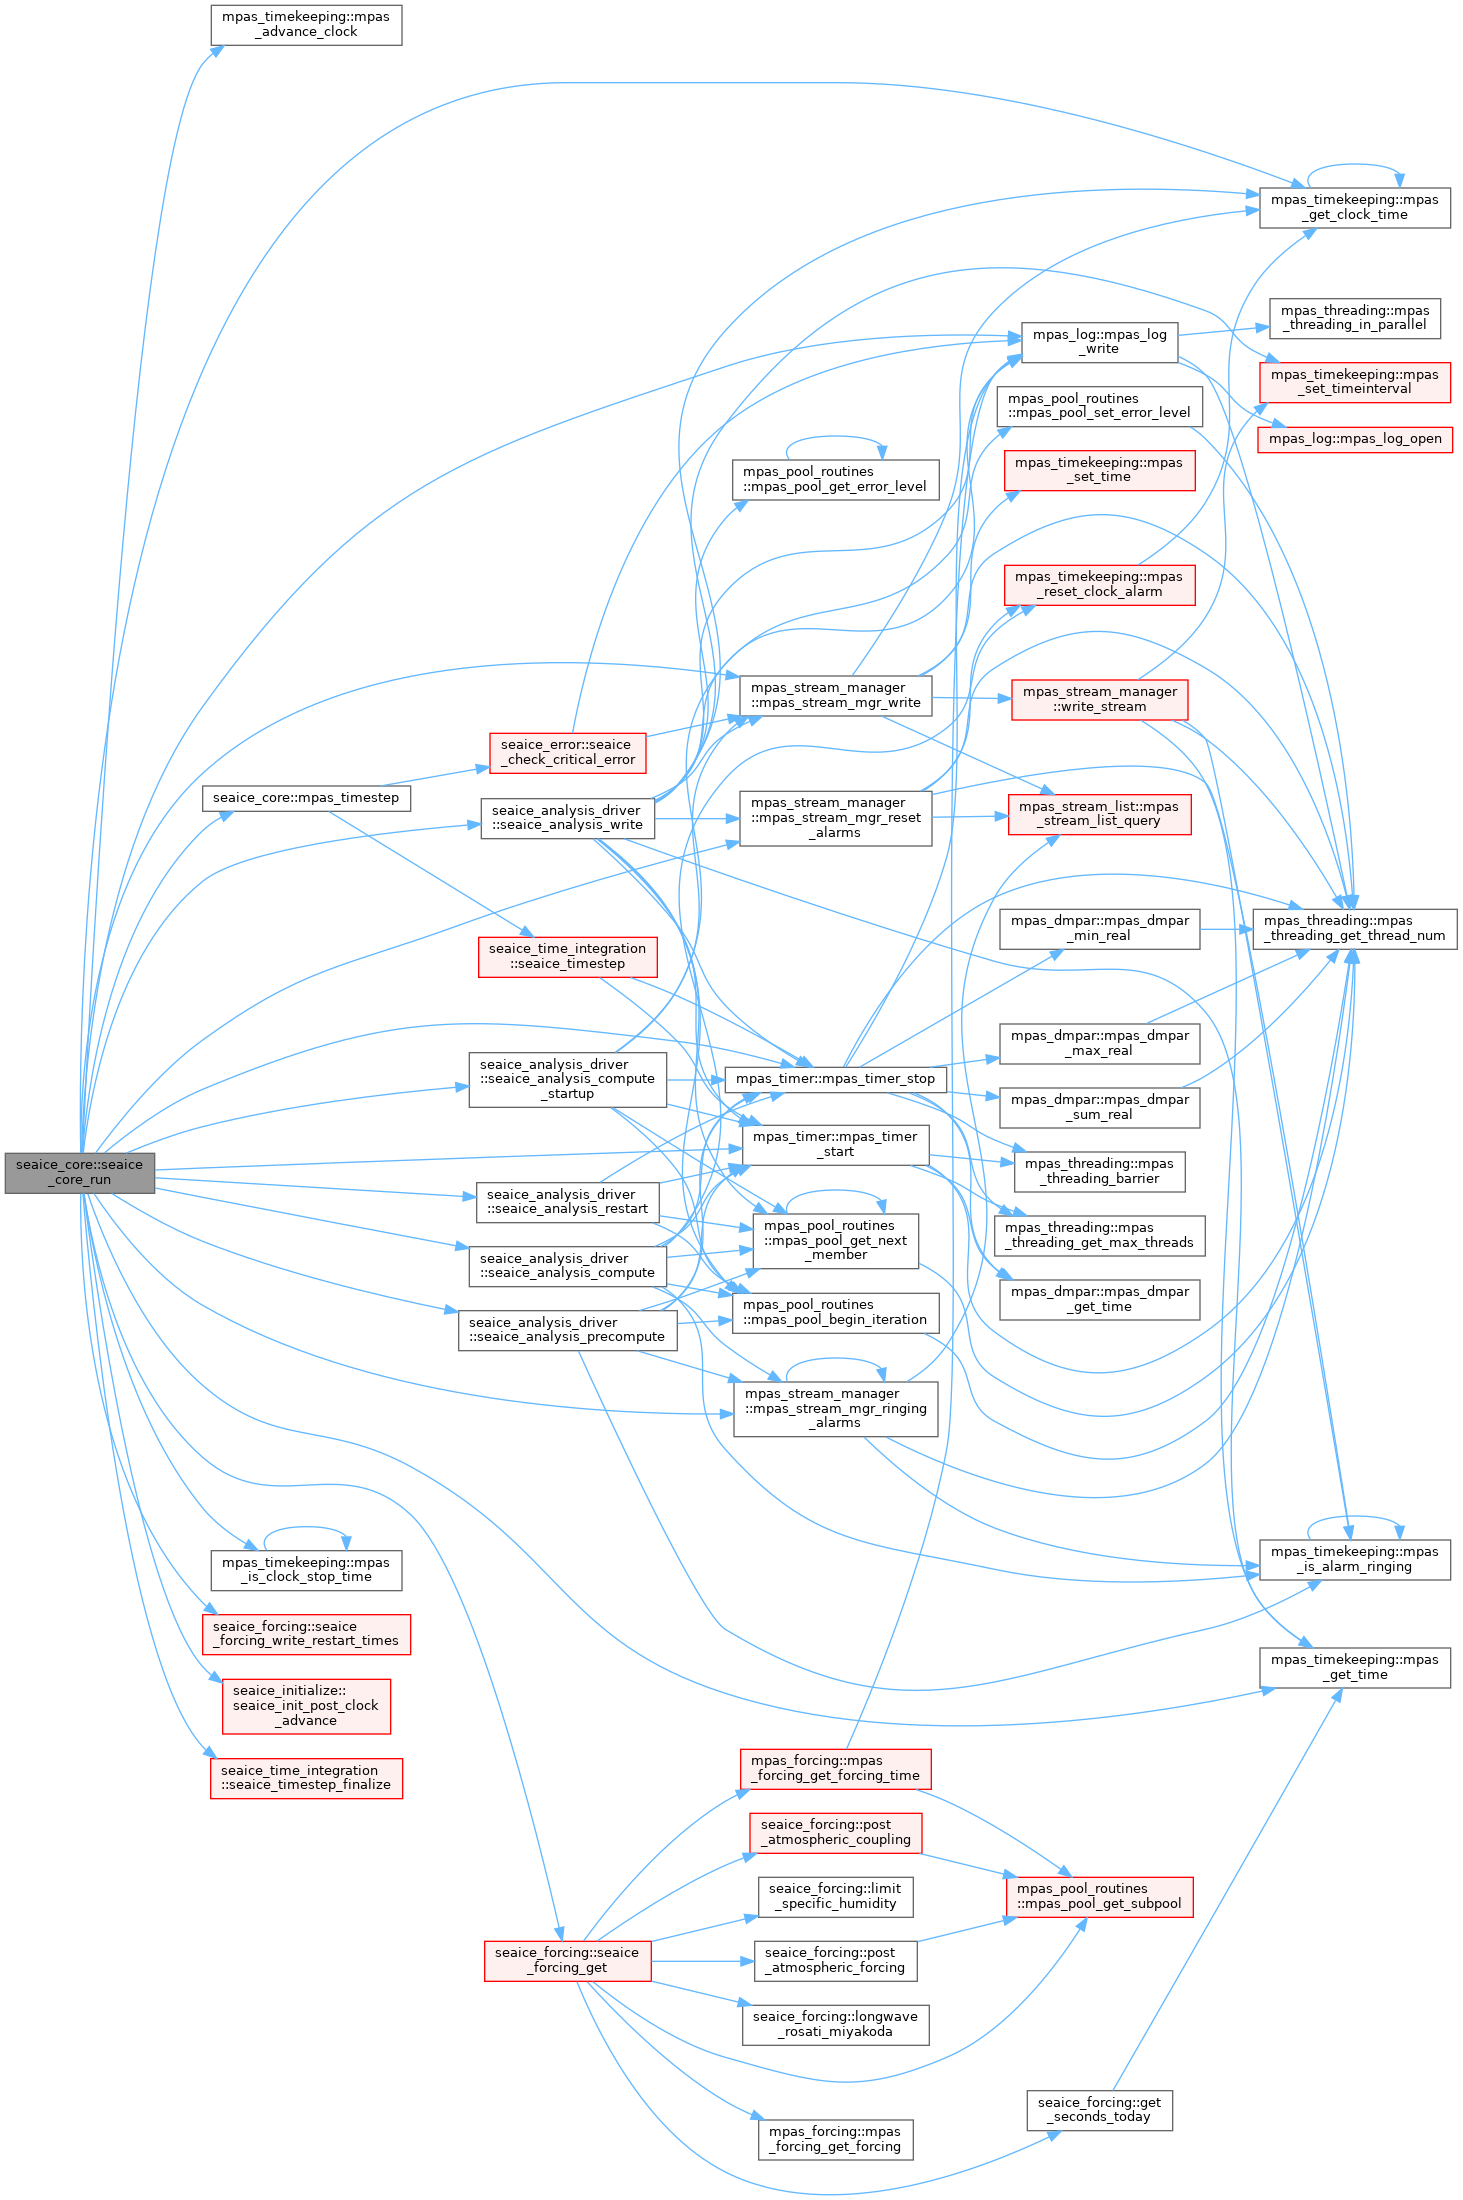 mpas_timekeeping::mpas
_advance_clock
mpas_timekeeping::mpas
_get_clock_time
mpas_threading::mpas
_threading_in_parallel
mpas_log::mpas_log
_write
mpas_timekeeping::mpas
_set_timeinterval
mpas_pool_routines
::mpas_pool_set_error_level
mpas_log::mpas_log_open
mpas_pool_routines
::mpas_pool_get_error_level
mpas_timekeeping::mpas
_set_time
mpas_timekeeping::mpas
_reset_clock_alarm
mpas_stream_manager
::mpas_stream_mgr_write
mpas_stream_manager
::write_stream
seaice_error::seaice
_check_critical_error
seaice_core::mpas_timestep
seaice_analysis_driver
::seaice_analysis_write
mpas_stream_manager
::mpas_stream_mgr_reset
_alarms
mpas_stream_list::mpas
_stream_list_query
mpas_dmpar::mpas_dmpar
_min_real
mpas_threading::mpas
_threading_get_thread_num
seaice_time_integration
::seaice_timestep
mpas_dmpar::mpas_dmpar
_max_real
seaice_analysis_driver
::seaice_analysis_compute
_startup
mpas_timer::mpas_timer_stop
mpas_dmpar::mpas_dmpar
_sum_real
mpas_timer::mpas_timer
_start
seaice_core::seaice
_core_run
mpas_threading::mpas
_threading_barrier
seaice_analysis_driver
::seaice_analysis_restart
mpas_pool_routines
::mpas_pool_get_next
_member
mpas_threading::mpas
_threading_get_max_threads
seaice_analysis_driver
::seaice_analysis_compute
mpas_dmpar::mpas_dmpar
_get_time
mpas_pool_routines
::mpas_pool_begin_iteration
seaice_analysis_driver
::seaice_analysis_precompute
mpas_stream_manager
::mpas_stream_mgr_ringing
_alarms
mpas_timekeeping::mpas
_is_clock_stop_time
mpas_timekeeping::mpas
_is_alarm_ringing
seaice_forcing::seaice
_forcing_write_restart_times
mpas_timekeeping::mpas
_get_time
seaice_initialize::
seaice_init_post_clock
_advance
seaice_time_integration
::seaice_timestep_finalize
mpas_forcing::mpas
_forcing_get_forcing_time
seaice_forcing::post
_atmospheric_coupling
seaice_forcing::limit
_specific_humidity
mpas_pool_routines
::mpas_pool_get_subpool
seaice_forcing::seaice
_forcing_get
seaice_forcing::post
_atmospheric_forcing
seaice_forcing::longwave
_rosati_miyakoda
seaice_forcing::get
_seconds_today
mpas_forcing::mpas
_forcing_get_forcing